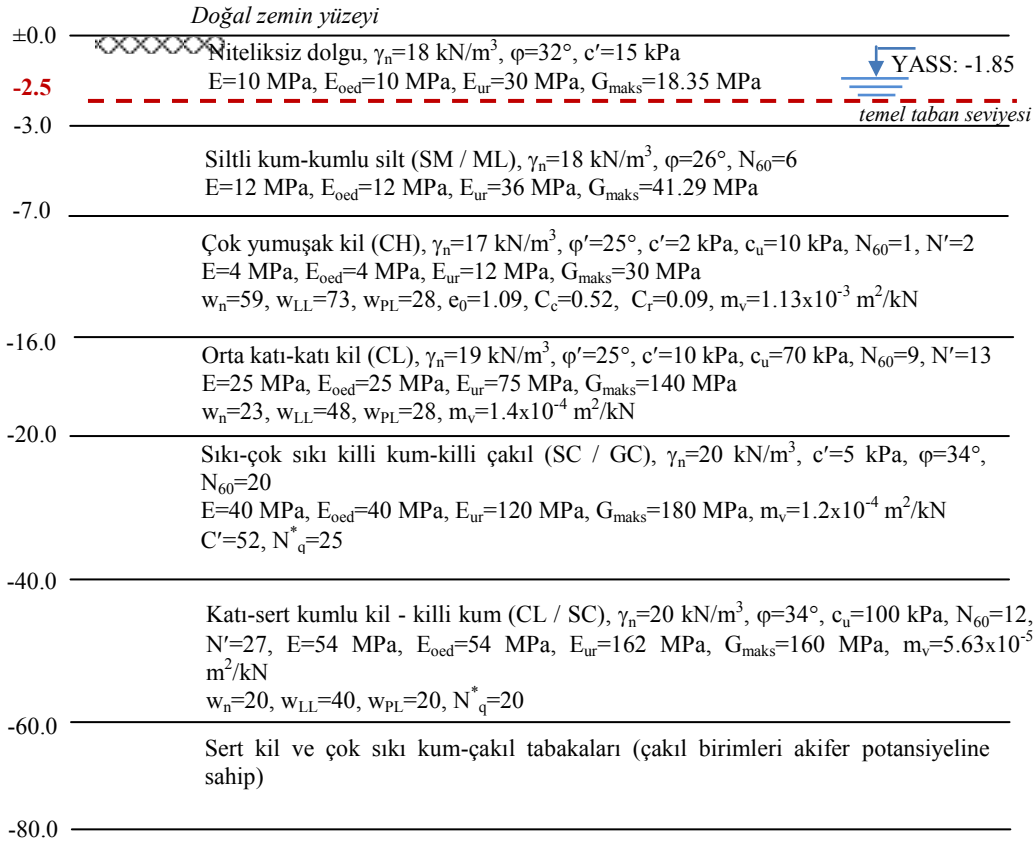 Doğal zemin yüzeyi
±0.0
Niteliksiz dolgu, γn=18 kN/m³, φ=32°, c′=15 kPa
E=10 MPa, Eoed=10 MPa, Eur=30 MPa, Gmaks=18.35 MPa
YASS: -1.85
-2.5
temel taban seviyesi
-3.0
Siltli kum-kumlu silt (SM / ML), γn=18 kN/m³, φ=26°, N60=6
E=12 MPa, Eoed=12 MPa, Eur=36 MPa, Gmaks=41.29 MPa
-7.0
Çok yumuşak kil (CH), γn=17 kN/m³, φ′=25°, c′=2 kPa, cu=10 kPa, N60=1, N′=2
E=4 MPa, Eoed=4 MPa, Eur=12 MPa, Gmaks=30 MPa
wn=59, wLL=73, wPL=28, e0=1.09, Cc=0.52, Cr=0.09, mv=1.13x10⁻³ m²/kN
-16.0
Orta katı-katı kil (CL), γn=19 kN/m³, φ′=25°, c′=10 kPa, cu=70 kPa, N60=9, N′=13
E=25 MPa, Eoed=25 MPa, Eur=75 MPa, Gmaks=140 MPa
wn=23, wLL=48, wPL=28, mv=1.4x10⁻⁴ m²/kN
-20.0
Sıkı-çok sıkı killi kum-killi çakıl (SC / GC), γn=20 kN/m³, c′=5 kPa, φ=34°,
N60=20
E=40 MPa, Eoed=40 MPa, Eur=120 MPa, Gmaks=180 MPa, mv=1.2x10⁻⁴ m²/kN
C′=52, N*q=25
-40.0
Katı-sert kumlu kil - killi kum (CL / SC), γn=20 kN/m³, φ=34°, cu=100 kPa, N60=12,
N′=27, E=54 MPa, Eoed=54 MPa, Eur=162 MPa, Gmaks=160 MPa, mv=5.63x10⁻⁵
m²/kN
wn=20, wLL=40, wPL=20, N*q=20
-60.0
Sert kil ve çok sıkı kum-çakıl tabakaları (çakıl birimleri akifer potansiyeline
sahip)
-80.0